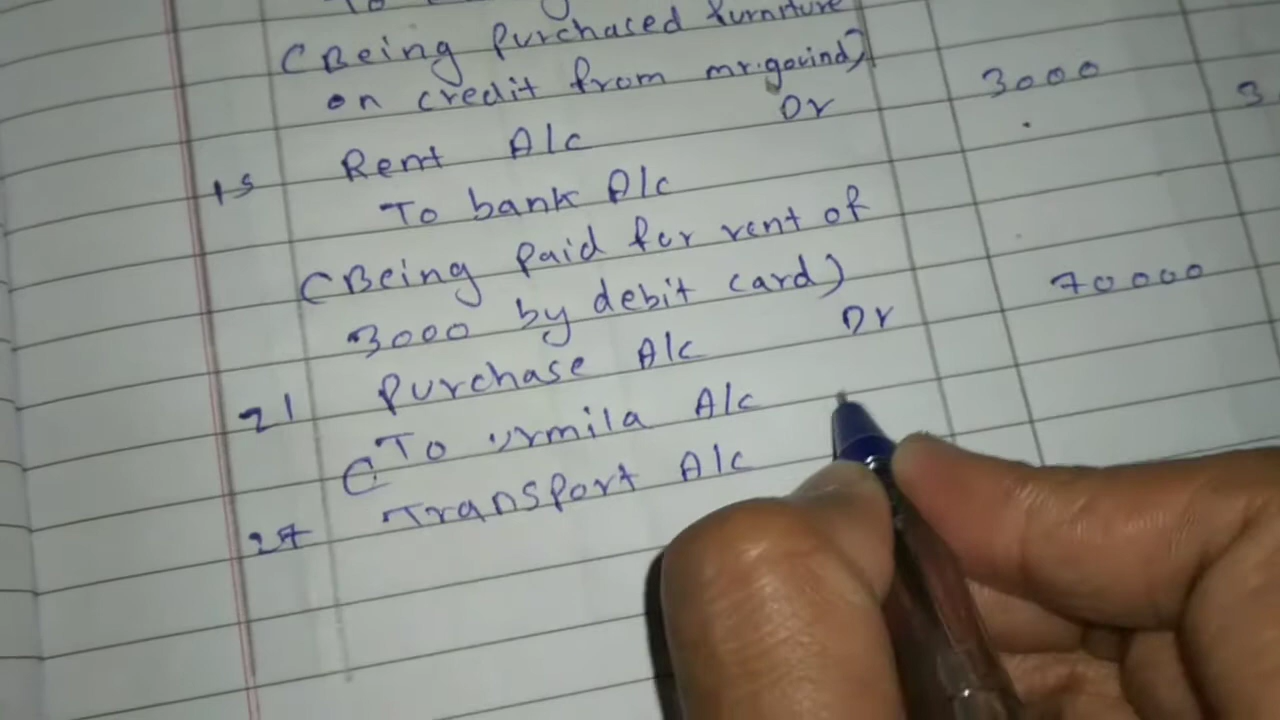 To
(Being Purchased furniture
on credit from mr.govind)
15 Rent A/c Dr 3000 3
To bank A/c
(Being Paid for rent of
3000 by debit card)
21 Purchase A/c Dr 70000
To urmila A/c
(
27 Transport A/c